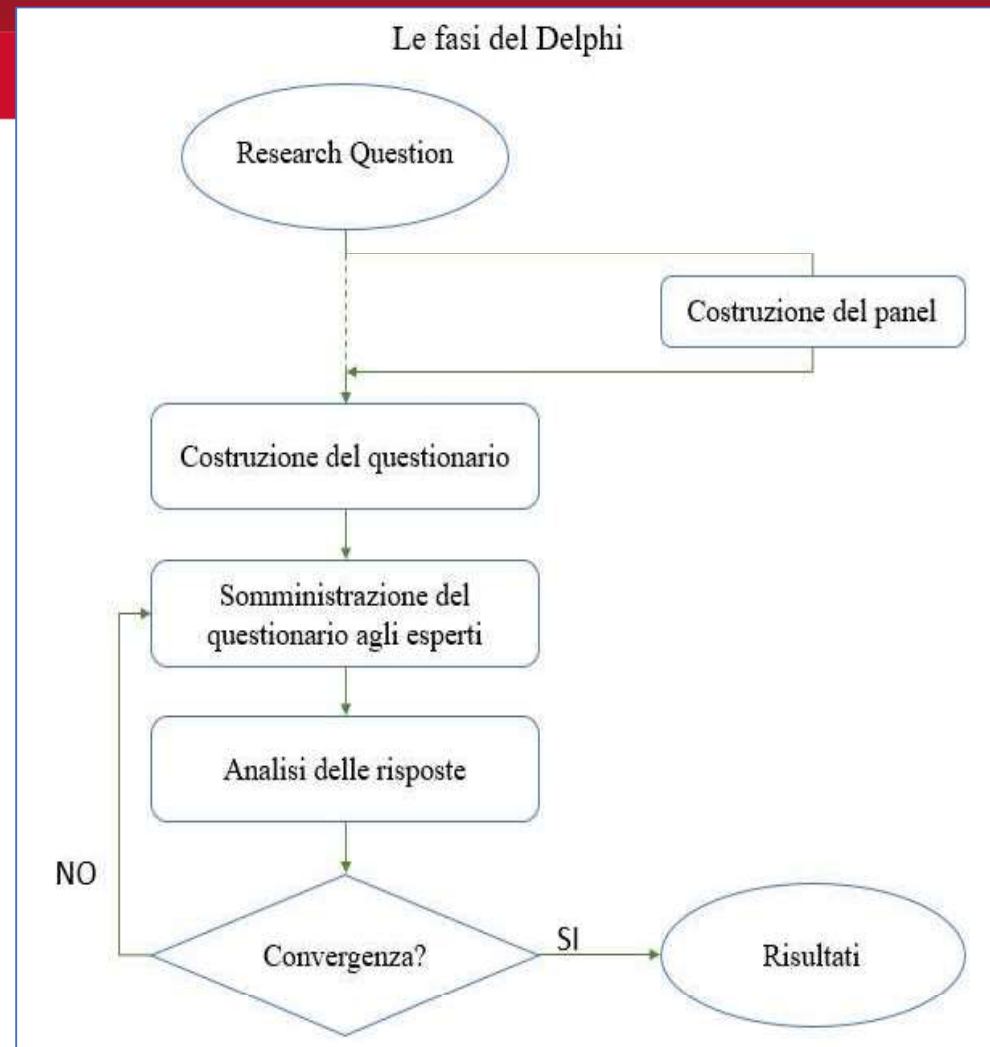 Le fasi del Delphi
Research Question
Costruzione del panel
Costruzione del questionario
Somministrazione del
questionario agli esperti
Analisi delle risposte
NO
Convergenza?
SI
Risultati